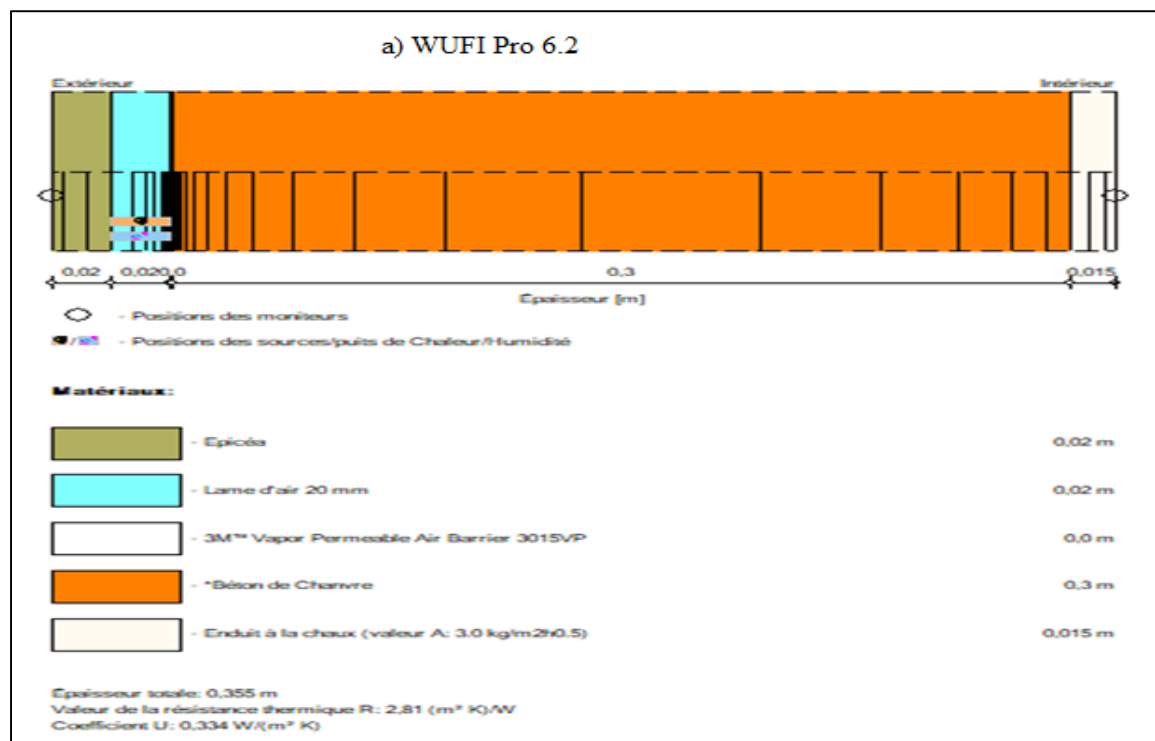 a) WUFI Pro 6.2
Extérieur Intérieur
0,02 0,020,0 0,3 0,015
Épaisseur [m]
- Positions des moniteurs
/ - Positions des sources/puits de Chaleur/Humidité
Matériaux:
- Epicéa 0,02 m
- Lame d'air 20 mm 0,02 m
- 3M™ Vapor Permeable Air Barrier 3015VP 0,0 m
- *Béton de Chanvre 0,3 m
- Enduit à la chaux (valeur A: 3.0 kg/m2h0.5) 0,015 m
Épaisseur totale: 0,355 m
Valeur de la résistance thermique R: 2,81 (m² K)/W
Coefficient U: 0,334 W/(m² K)